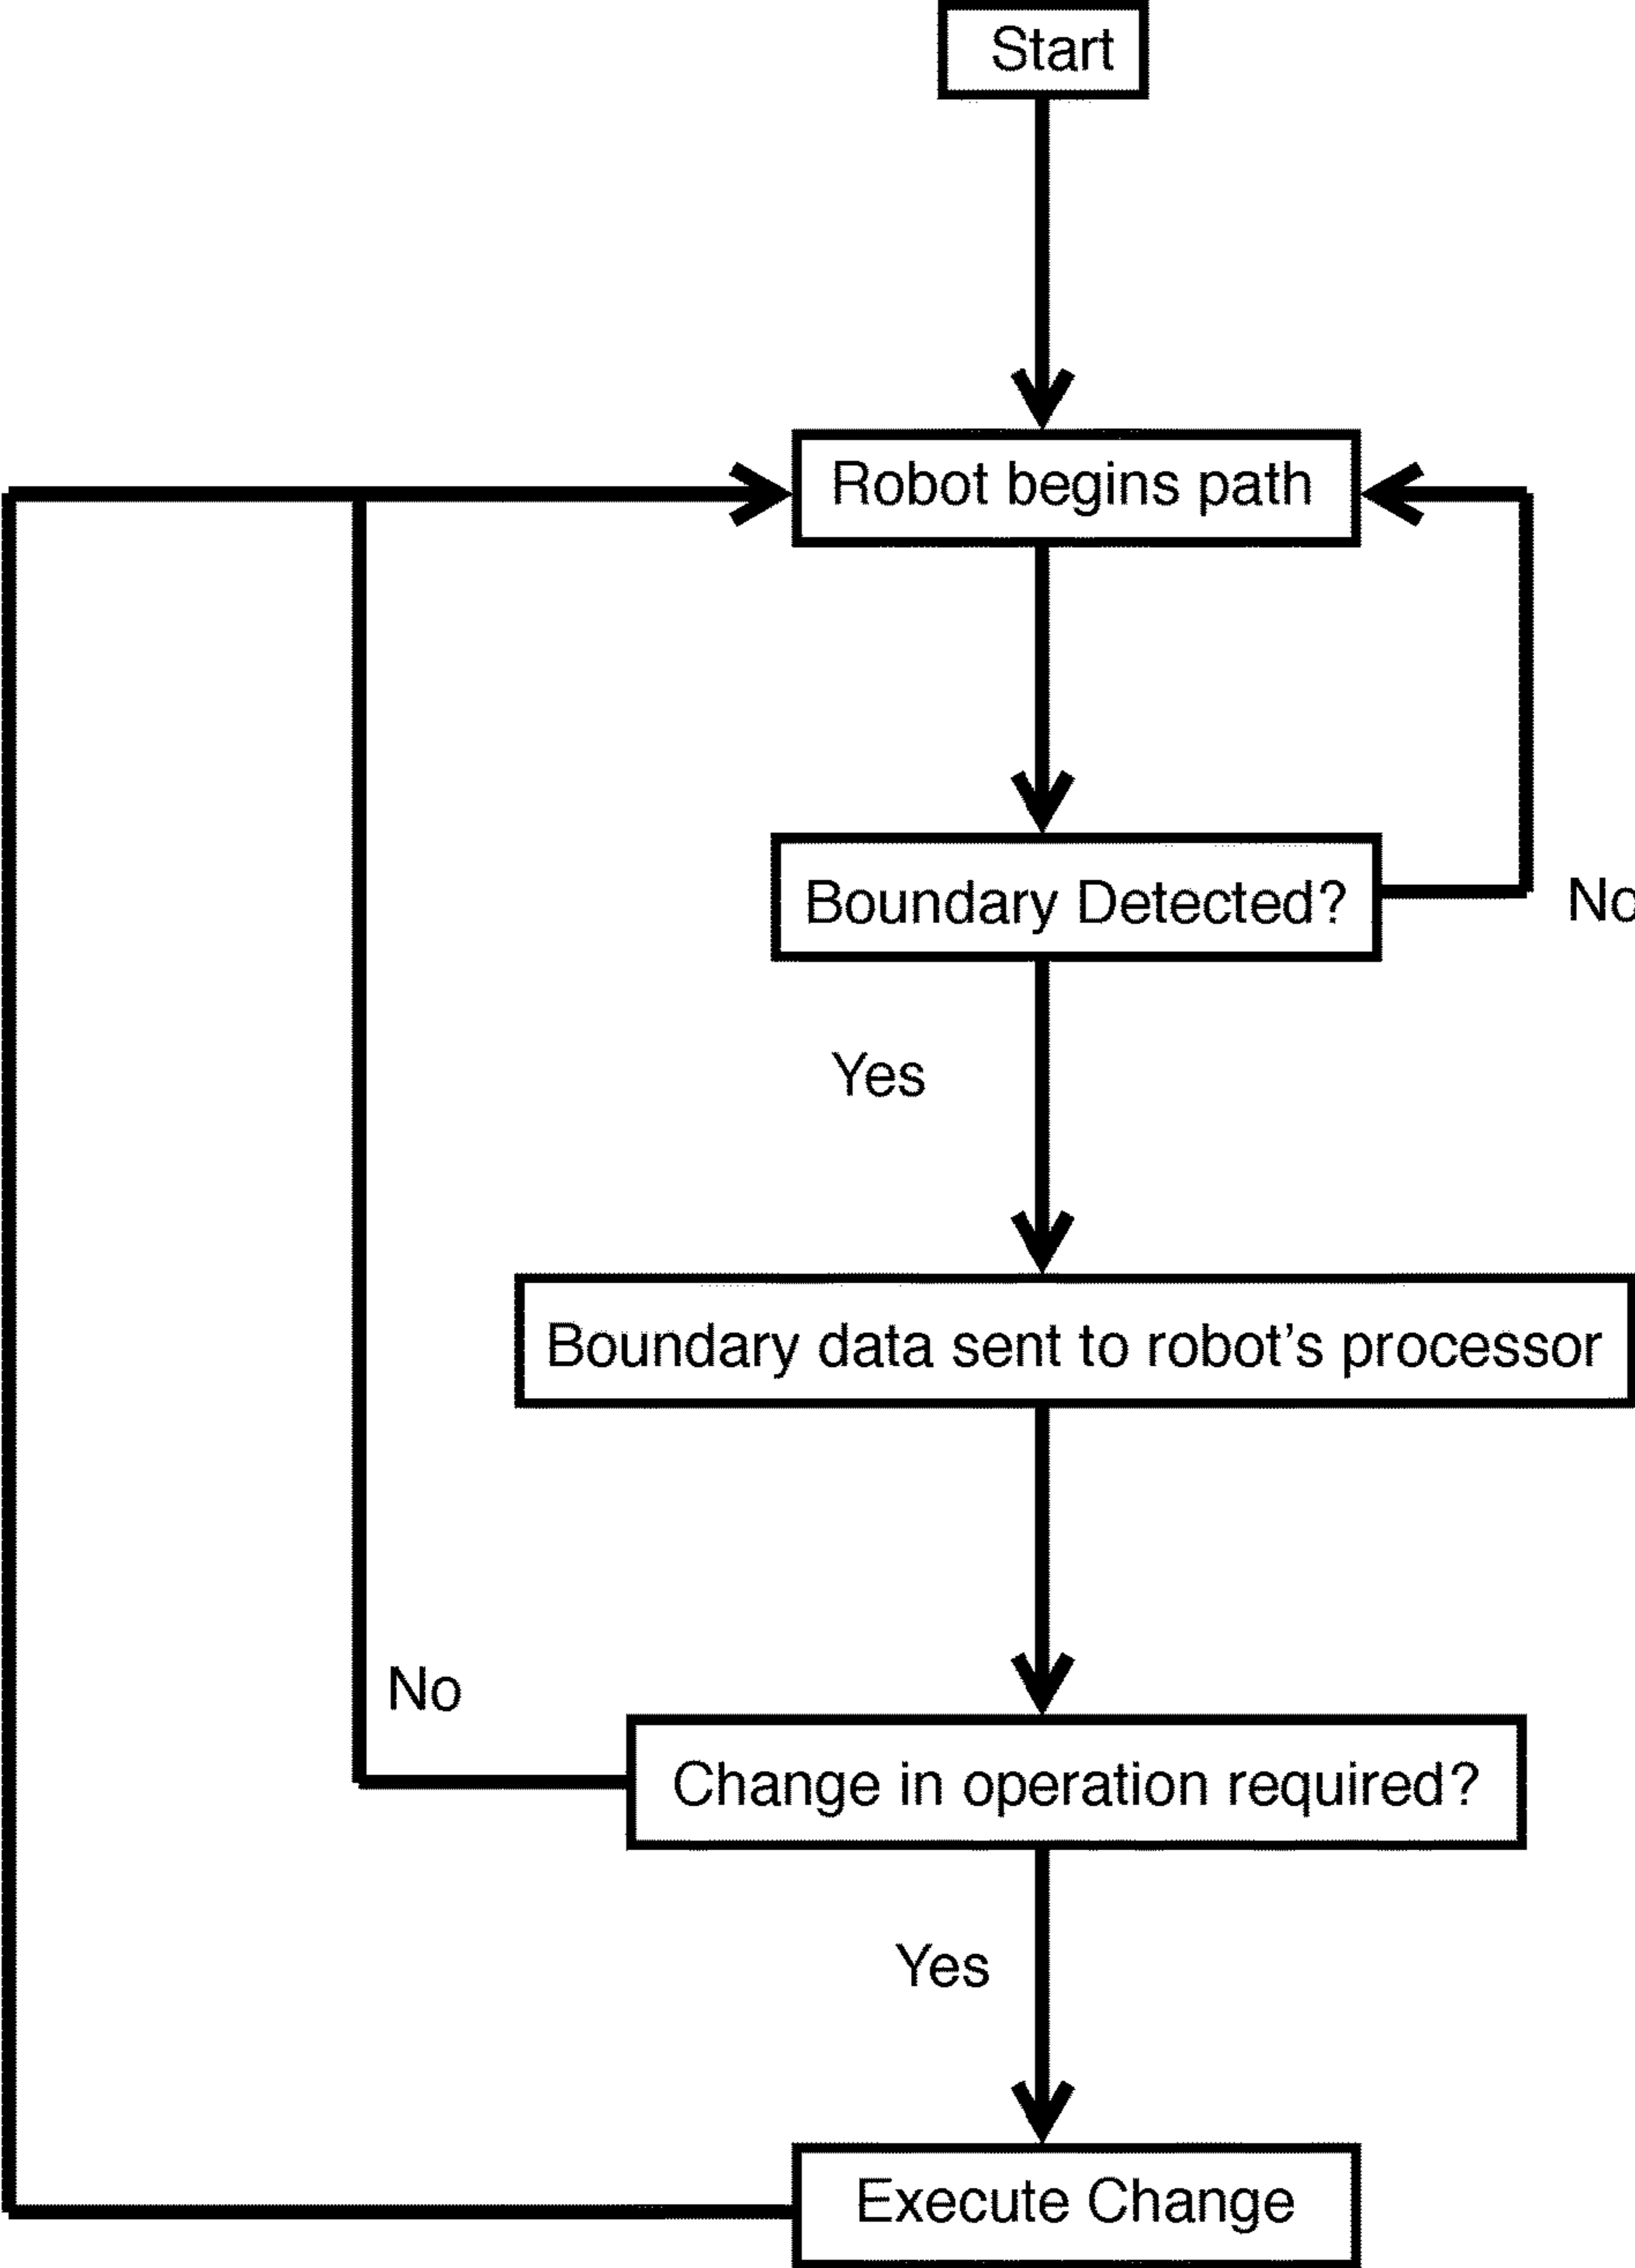 Start
Robot begins path
Boundary Detected?
No
Yes
Boundary data sent to robot’s processor
No
Change in operation required?
Yes
Execute Change